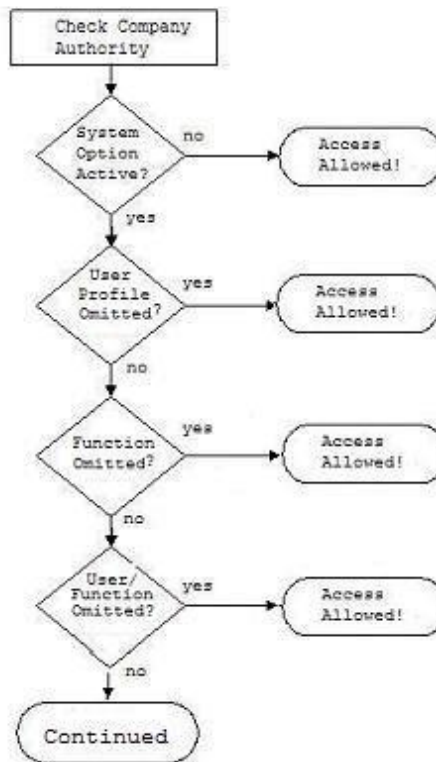 Check Company
Authority
System
Option
Active?
no
Access
Allowed!
yes
User
Profile
Omitted?
yes
Access
Allowed!
no
Function
Omitted?
yes
Access
Allowed!
no
User/
Function
Omitted?
yes
Access
Allowed!
no
Continued